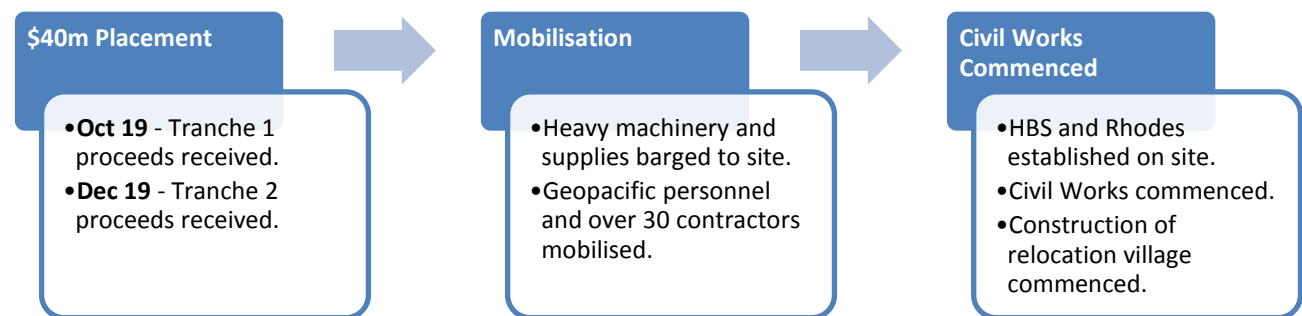 $40m Placement
•Oct 19 - Tranche 1
proceeds received.
•Dec 19 - Tranche 2
proceeds received.
Mobilisation
•Heavy machinery and
supplies barged to site.
•Geopacific personnel
and over 30 contractors
mobilised.
Civil Works
Commenced
•HBS and Rhodes
established on site.
•Civil Works commenced.
•Construction of
relocation village
commenced.